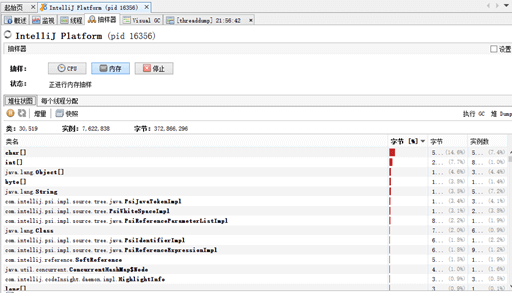 起始页 IntelliJ Platform (pid 16356)
概述 监视 线程 抽样器 Visual GC [threaddump] 21:56:42
IntelliJ Platform (pid 16356)
抽样器 设置
抽样: CPU 内存 停止
状态: 正进行内存抽样
堆柱状图 每个线程分配
增量 快照 执行 GC 堆 Dump
类: 30,519 实例: 7,622,838 字节: 372,866,296
类名 字节 [%] 字节 实例数
char[] 5... (14.6%) 5... (7.4%)
int[] 2... (7.7%) 8... (1.0%)
java.lang.Object[] 1... (4.6%) 3... (4.4%)
byte[] 1... (3.8%) 1... (1.4%)
java.lang.String 1... (3.5%) 5... (7.2%)
com.intellij.psi.impl.source.tree.java.PsiJavaTokenImpl 1... (3.4%) 3... (4.1%)
com.intellij.psi.impl.source.tree.PsiWhiteSpaceImpl 1... (3.1%) 2... (3.8%)
com.intellij.psi.impl.source.tree.java.PsiReferenceParameterListImpl 8... (2.2%) 1... (1.9%)
java.lang.Class 7... (2.0%) 6... (0.9%)
com.intellij.psi.impl.source.tree.java.PsiIdentifierImpl 6... (1.8%) 1... (2.2%)
com.intellij.psi.impl.source.tree.java.PsiReferenceExpressionImpl 6... (1.8%) 9... (1.2%)
com.intellij.reference.SoftReference 5... (1.5%) 1... (1.5%)
java.util.concurrent.ConcurrentHashMap$Node 4... (1.0%) 1... (1.6%)
com.intellij.codeInsight.daemon.impl.HighlightInfo 3... (0.9%) 3... (0.5%)
long[]